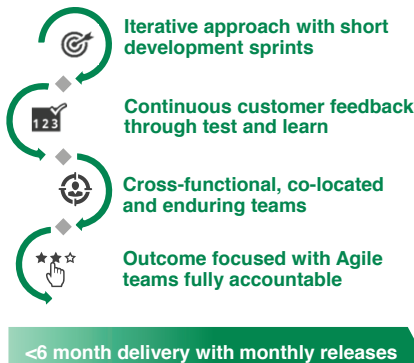 Iterative approach with short
development sprints
123
Continuous customer feedback
through test and learn
Cross-functional, co-located
and enduring teams
Outcome focused with Agile
teams fully accountable
<6 month delivery with monthly releases